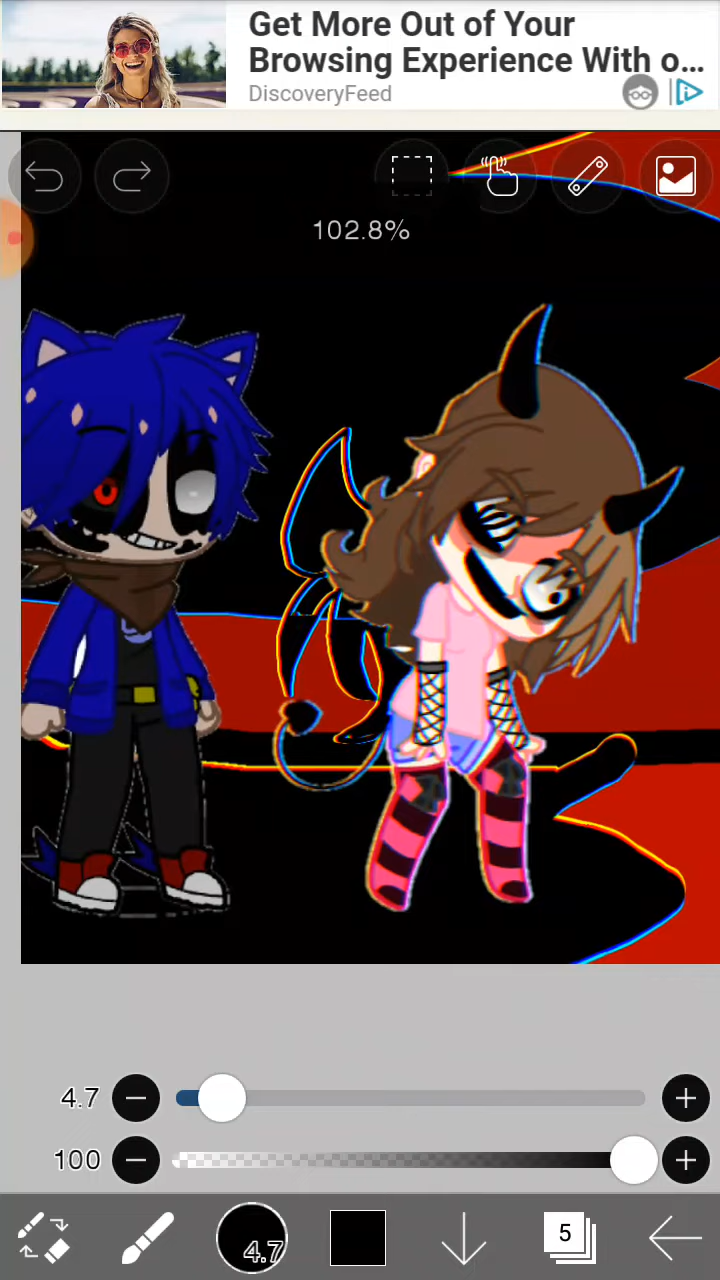 Get More Out of Your
Browsing Experience With o...
DiscoveryFeed
102.8%
4.7
100
4.7
5